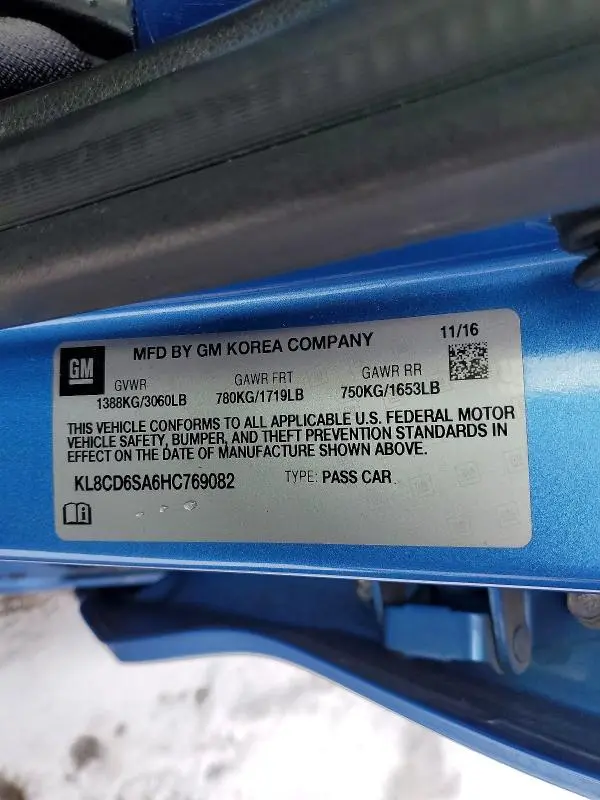 GM
MFD BY GM KOREA COMPANY
11/16
GVWR GAWR FRT GAWR RR
1388KG/3060LB 780KG/1719LB 750KG/1653LB
THIS VEHICLE CONFORMS TO ALL APPLICABLE U.S. FEDERAL MOTOR
VEHICLE SAFETY, BUMPER, AND THEFT PREVENTION STANDARDS IN
EFFECT ON THE DATE OF MANUFACTURE SHOWN ABOVE.
KL8CD6SA6HC769082 TYPE: PASS CAR